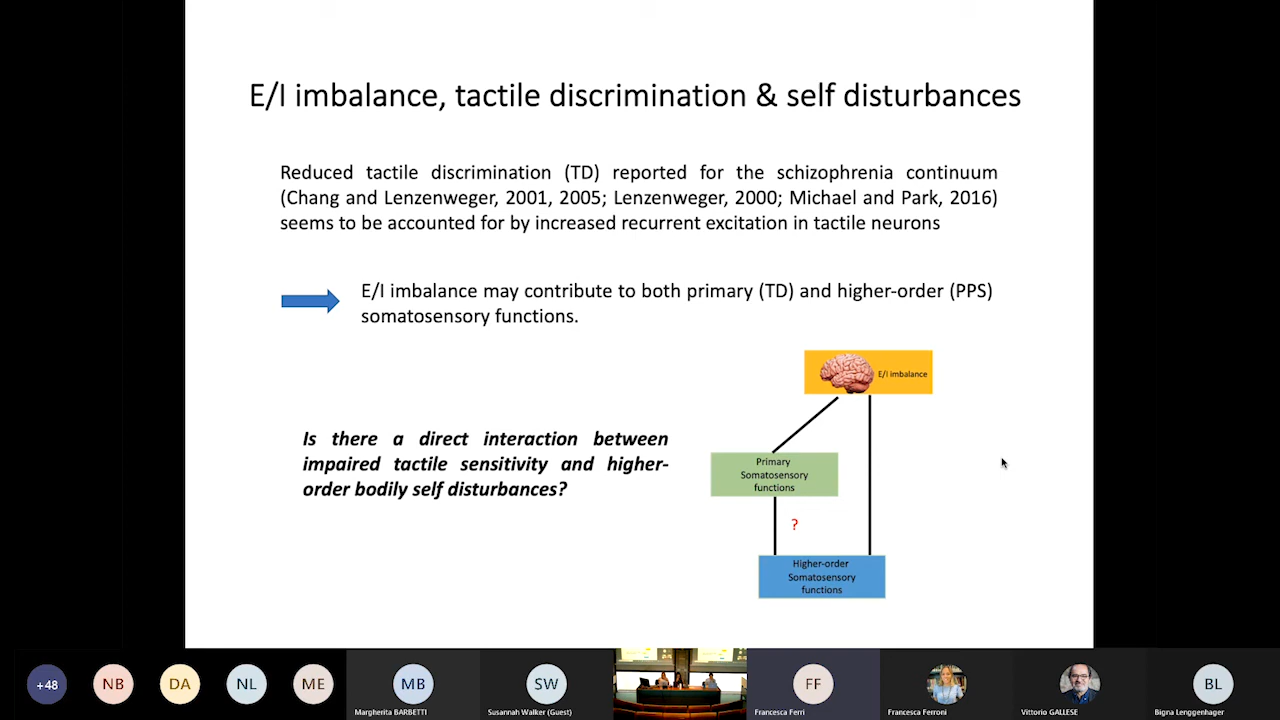 E/I imbalance, tactile discrimination & self disturbances
Reduced tactile discrimination (TD) reported for the schizophrenia continuum
(Chang and Lenzenweger, 2001, 2005; Lenzenweger, 2000; Michael and Park, 2016)
seems to be accounted for by increased recurrent excitation in tactile neurons
E/I imbalance may contribute to both primary (TD) and higher-order (PPS)
somatosensory functions.
E/I imbalance
Is there a direct interaction between
impaired tactile sensitivity and higher-
order bodily self disturbances?
Primary
Somatosensory
functions
?
Higher-order
Somatosensory
functions
+48
NB
DA
NL
ME
MB
SW
FF
BL
Margherita BARBETTI
Susannah Walker (Guest)
Francesca Ferri
Francesca Ferroni
Vittorio GALLESE
Bigna Lenggenhager